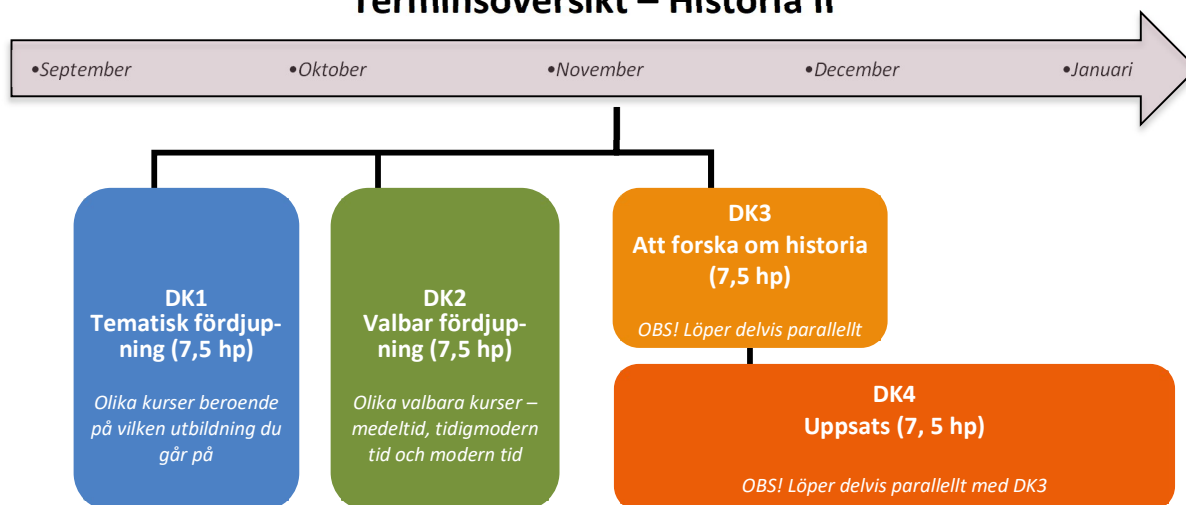 Terminsöversikt – Historia II
•September
•Oktober
•November
•December
•Januari
DK1
Tematisk fördjup-
ning (7,5 hp)
Olika kurser beroende
på vilken utbildning du
går på
DK2
Valbar fördjup-
ning (7,5 hp)
Olika valbara kurser –
medeltid, tidigmodern
tid och modern tid
DK3
Att forska om historia
(7,5 hp)
OBS! Löper delvis parallellt
DK4
Uppsats (7, 5 hp)
OBS! Löper delvis parallellt med DK3